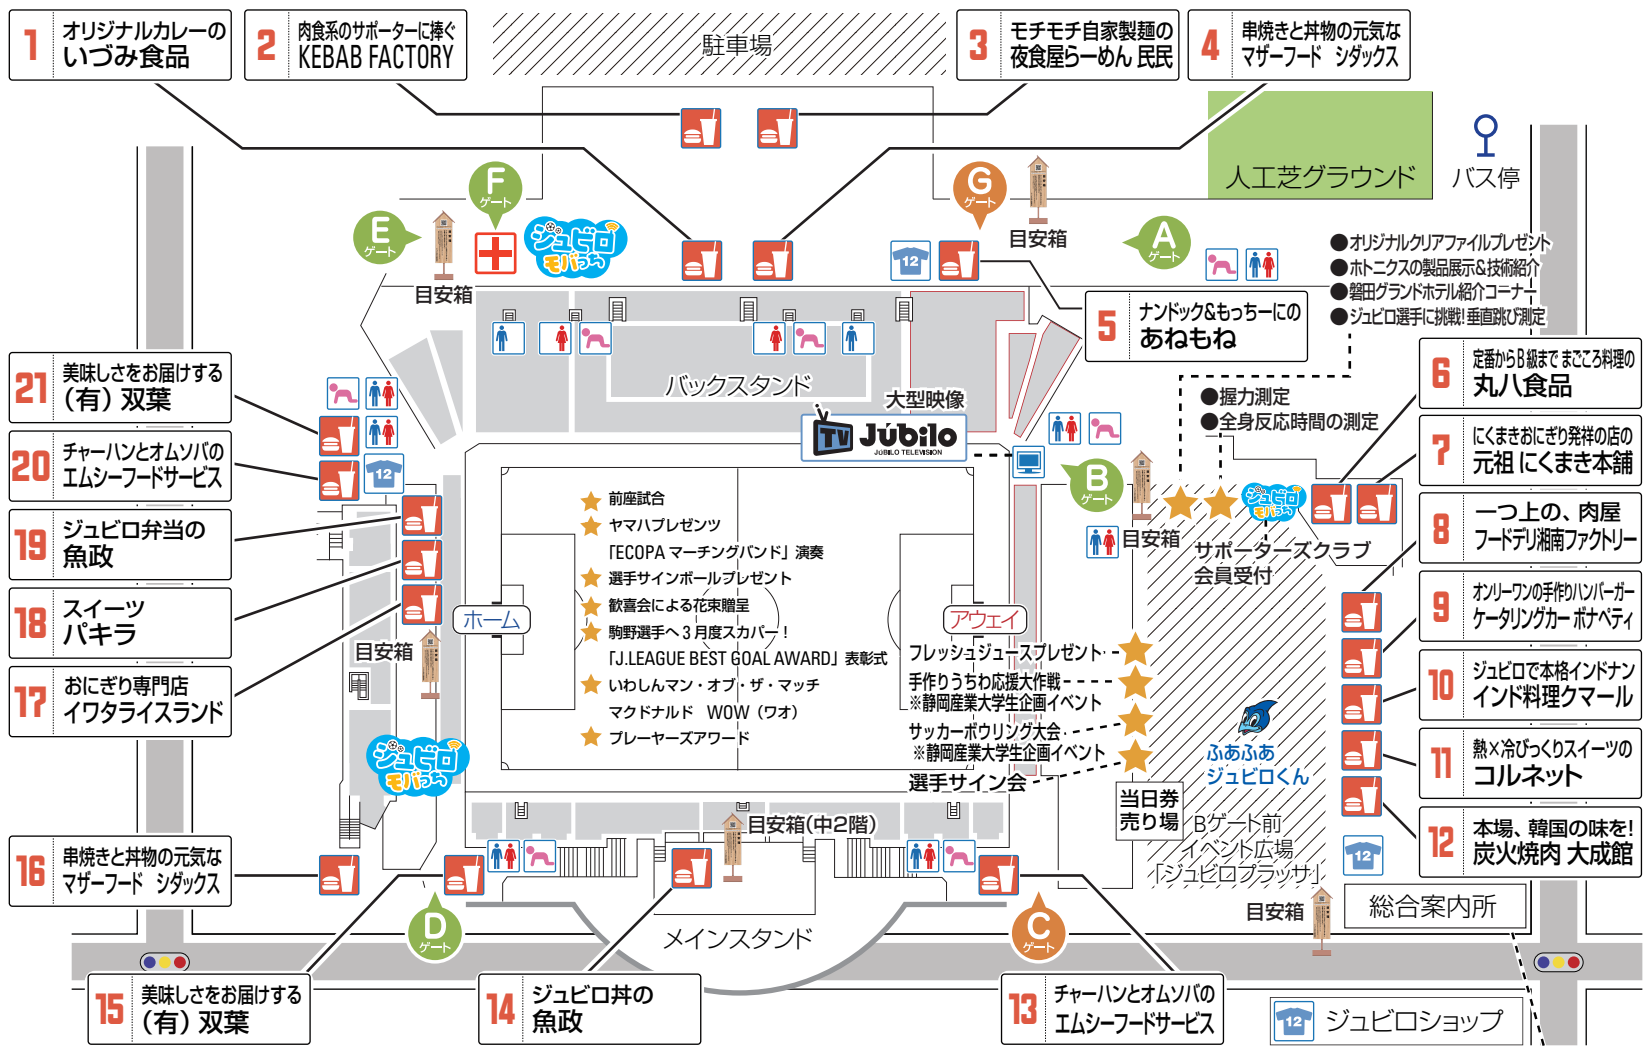 1
オリジナルカレーの
いづみ食品
2
肉食系のサポーターに捧ぐ
KEBAB FACTORY
駐車場
3
モチモチ自家製麺の
夜食屋らーめん 民民
4
串焼きと丼物の元気な
マザーフード シダックス
人工芝グラウンド
バス停
F
ゲート
E
ゲート
目安箱
ジュビロ
モバっち
G
ゲート
目安箱
A
ゲート
12
●オリジナルクリアファイルプレゼント
●ホトニクスの製品展示&技術紹介
●磐田グランドホテル紹介コーナー
●ジュビロ選手に挑戦!垂直跳び測定
5
ナンドック&もっちーにの
あねもね
バックスタンド
大型映像
TV Júbilo
JÚBILO TELEVISION
●握力測定
●全身反応時間の測定
6
定番からB級まで まごころ料理の
丸八食品
7
にくまきおにぎり発祥の店の
元祖 にくまき本舗
8
一つ上の、肉屋
フードデリ湘南ファクトリー
9
オンリーワンの手作りハンバーガー
ケータリングカー ボナペティ
10
ジュビロで本格インドナン
インド料理クマール
11
熱×冷びっくりスイーツの
コルネット
12
本場、韓国の味を!
炭火焼肉 大成館
21
美味しさをお届けする
(有) 双葉
20
チャーハンとオムソバの
エムシーフードサービス
12
19
ジュビロ弁当の
魚政
18
スイーツ
パキラ
17
おにぎり専門店
イワタライスランド
目安箱
ホーム
アウェイ
前座試合
ヤマハプレゼンツ
「ECOPA マーチングバンド」演奏
選手サインボールプレゼント
歓喜会による花束贈呈
駒野選手へ 3 月度スカパー!
「J.LEAGUE BEST GOAL AWARD」表彰式
いわしんマン・オブ・ザ・マッチ
マクドナルド WOW (ワオ)
プレーヤーズアワード
B
ゲート
目安箱
ジュビロ
モバっち
サポーターズクラブ
会員受付
フレッシュジュースプレゼント
手作りうちわ応援大作戦
※静岡産業大学生企画イベント
サッカーボウリング大会
※静岡産業大学生企画イベント
選手サイン会
ふあふあ
ジュビロくん
当日券
売り場
Bゲート前
イベント広場
「ジュビロプラッサ」
12
ジュビロ
モバっち
目安箱(中2階)
16
串焼きと丼物の元気な
マザーフード シダックス
D
ゲート
メインスタンド
C
ゲート
目安箱
総合案内所
15
美味しさをお届けする
(有) 双葉
14
ジュビロ丼の
魚政
13
チャーハンとオムソバの
エムシーフードサービス
12
ジュビロショップ